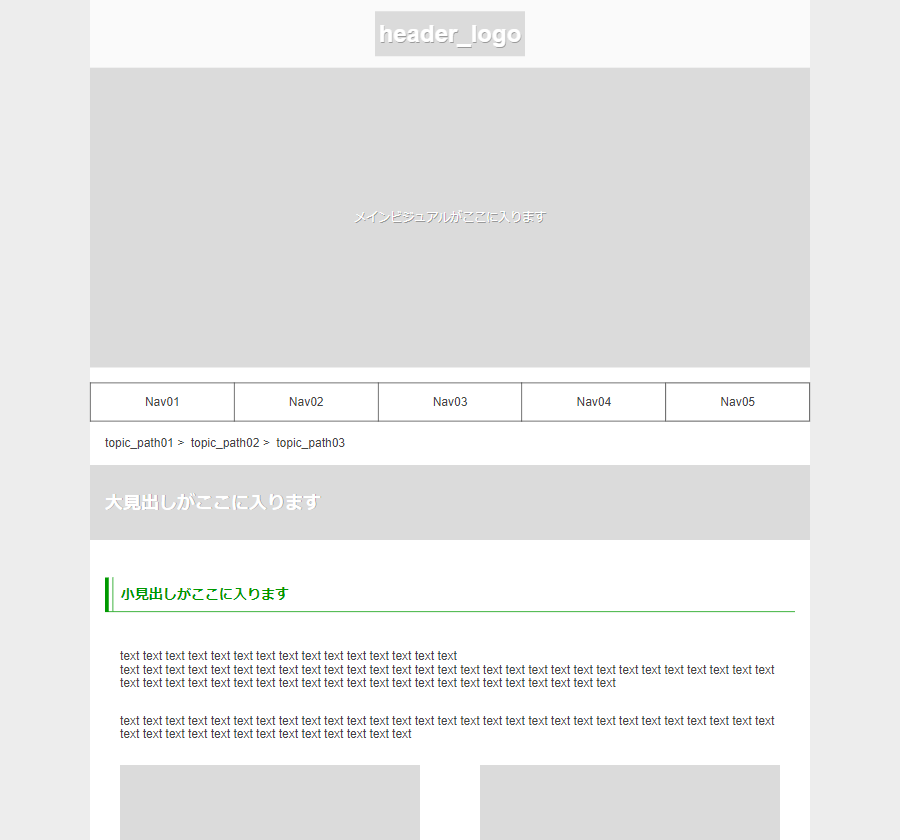 header_logo
メインビジュアルがここに入ります
Nav01 Nav02 Nav03 Nav04 Nav05
topic_path01 > topic_path02 > topic_path03
大見出しがここに入ります
小見出しがここに入ります
text text text text text text text text text text text text text text text
text text text text text text text text text text text text text text text text text text text text text text text text text text text text text
text text text text text text text text text text text text text text text text text text text text text text
text text text text text text text text text text text text text text text text text text text text text text text text text text text text text
text text text text text text text text text text text text text